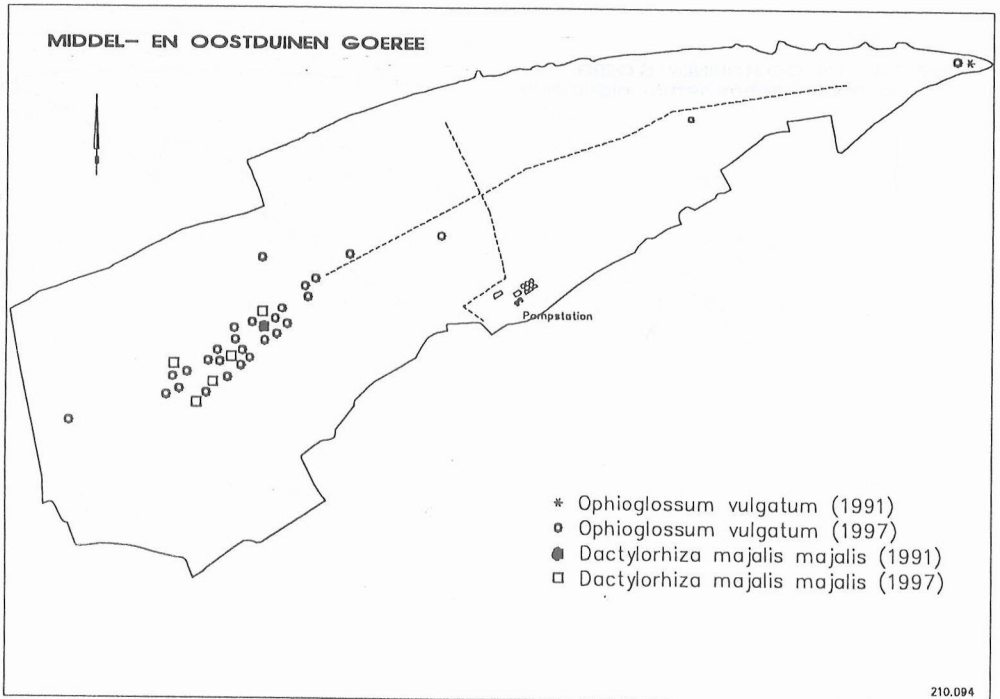 MIDDEL– EN OOSTDUINEN GOEREE
Pompstation
* Ophioglossum vulgatum (1991)
Ophioglossum vulgatum (1997)
Dactylorhiza majalis majalis (1991)
Dactylorhiza majalis majalis (1997)
210.094